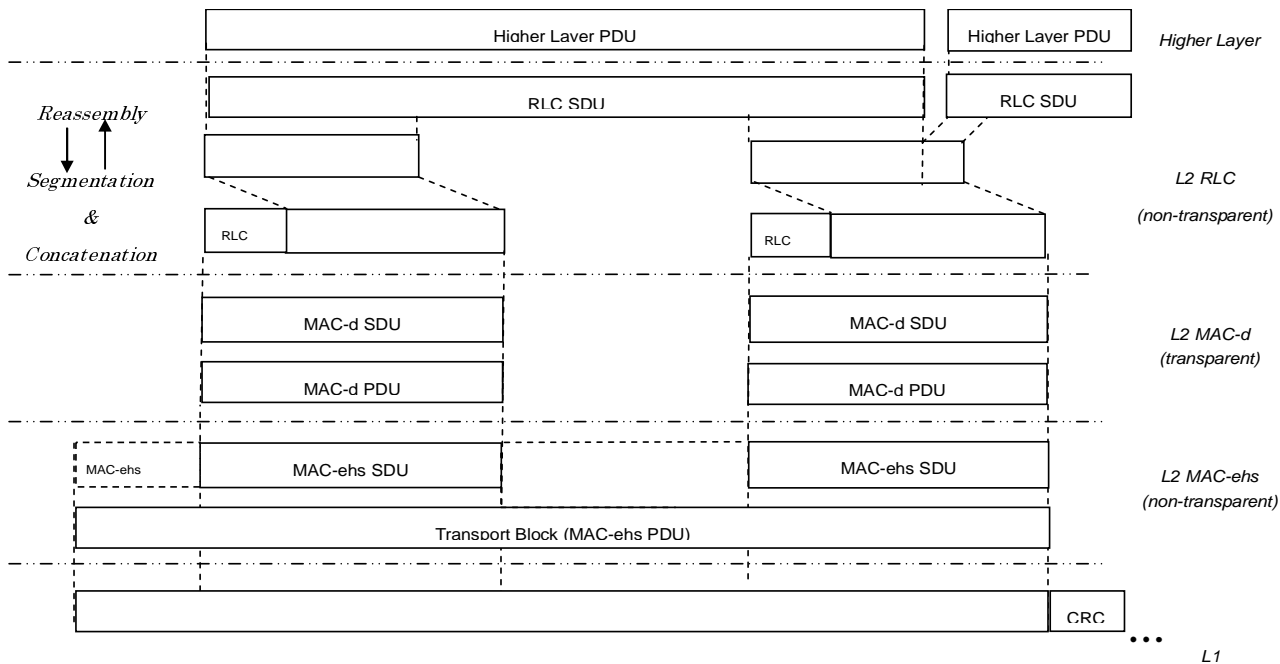 Higher Layer PDU
Higher Layer PDU
Higher Layer
RLC SDU
RLC SDU
Reassembly
Segmentation
&
Concatenation
L2 RLC
(non-transparent)
RLC
RLC
MAC-d SDU
MAC-d SDU
L2 MAC-d
(transparent)
MAC-d PDU
MAC-d PDU
MAC-ehs
MAC-ehs SDU
MAC-ehs SDU
L2 MAC-ehs
(non-transparent)
Transport Block (MAC-ehs PDU)
CRC
•••
L1